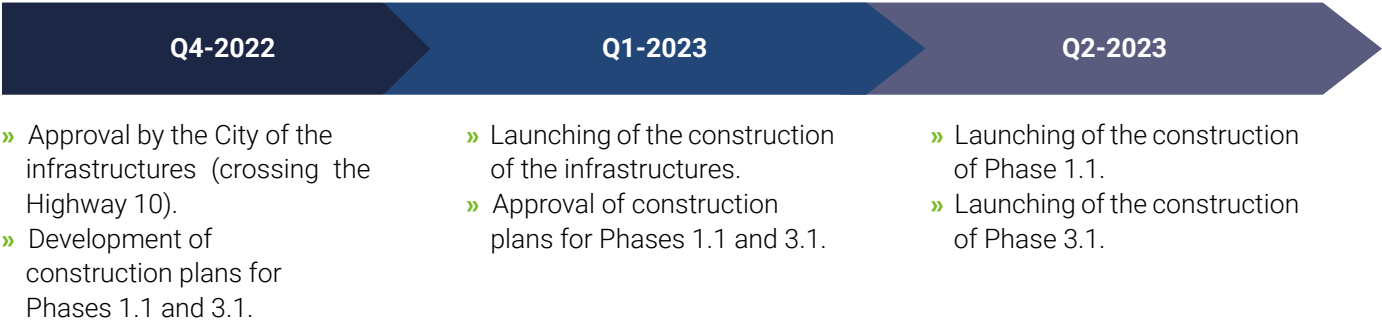 Q4-2022
Q1-2023
Q2-2023
» Approval by the City of the
infrastructures (crossing the
Highway 10).
» Development of
construction plans for
Phases 1.1 and 3.1.
» Launching of the construction
of the infrastructures.
» Approval of construction
plans for Phases 1.1 and 3.1.
» Launching of the construction
of Phase 1.1.
» Launching of the construction
of Phase 3.1.